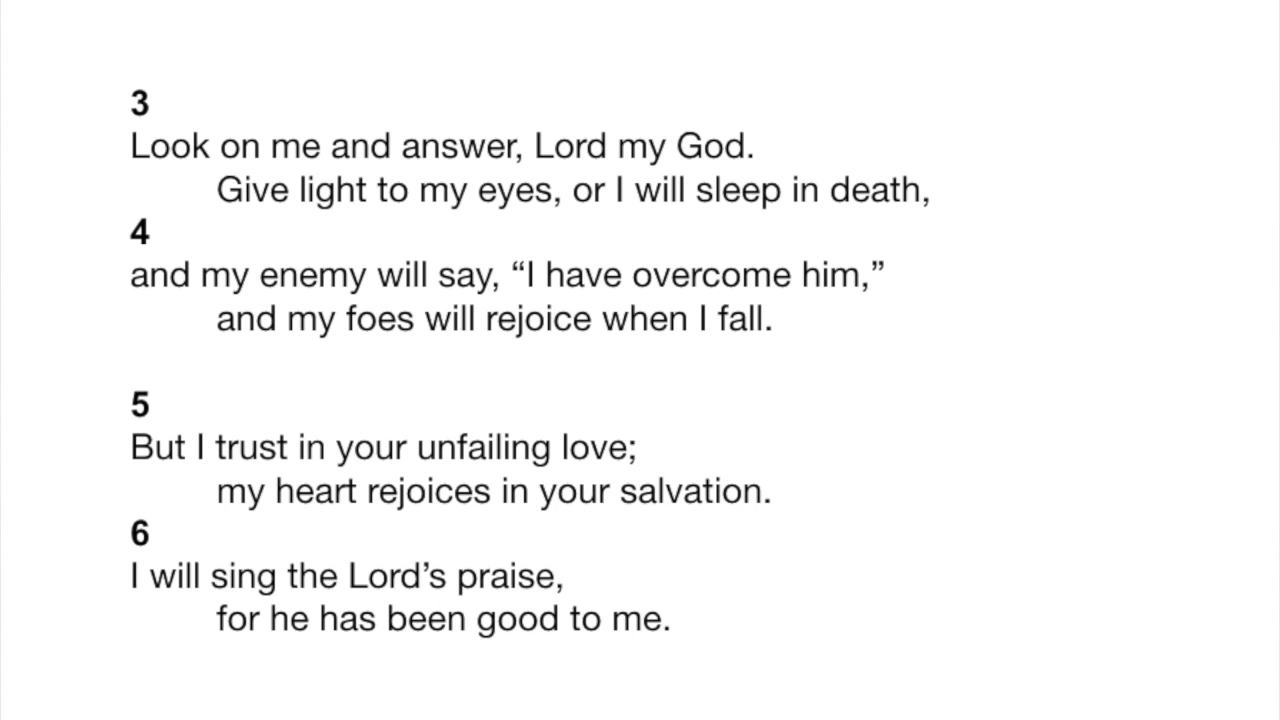 3
Look on me and answer, Lord my God.
Give light to my eyes, or I will sleep in death,
4
and my enemy will say, “I have overcome him,”
and my foes will rejoice when I fall.
5
But I trust in your unfailing love;
my heart rejoices in your salvation.
6
I will sing the Lord’s praise,
for he has been good to me.